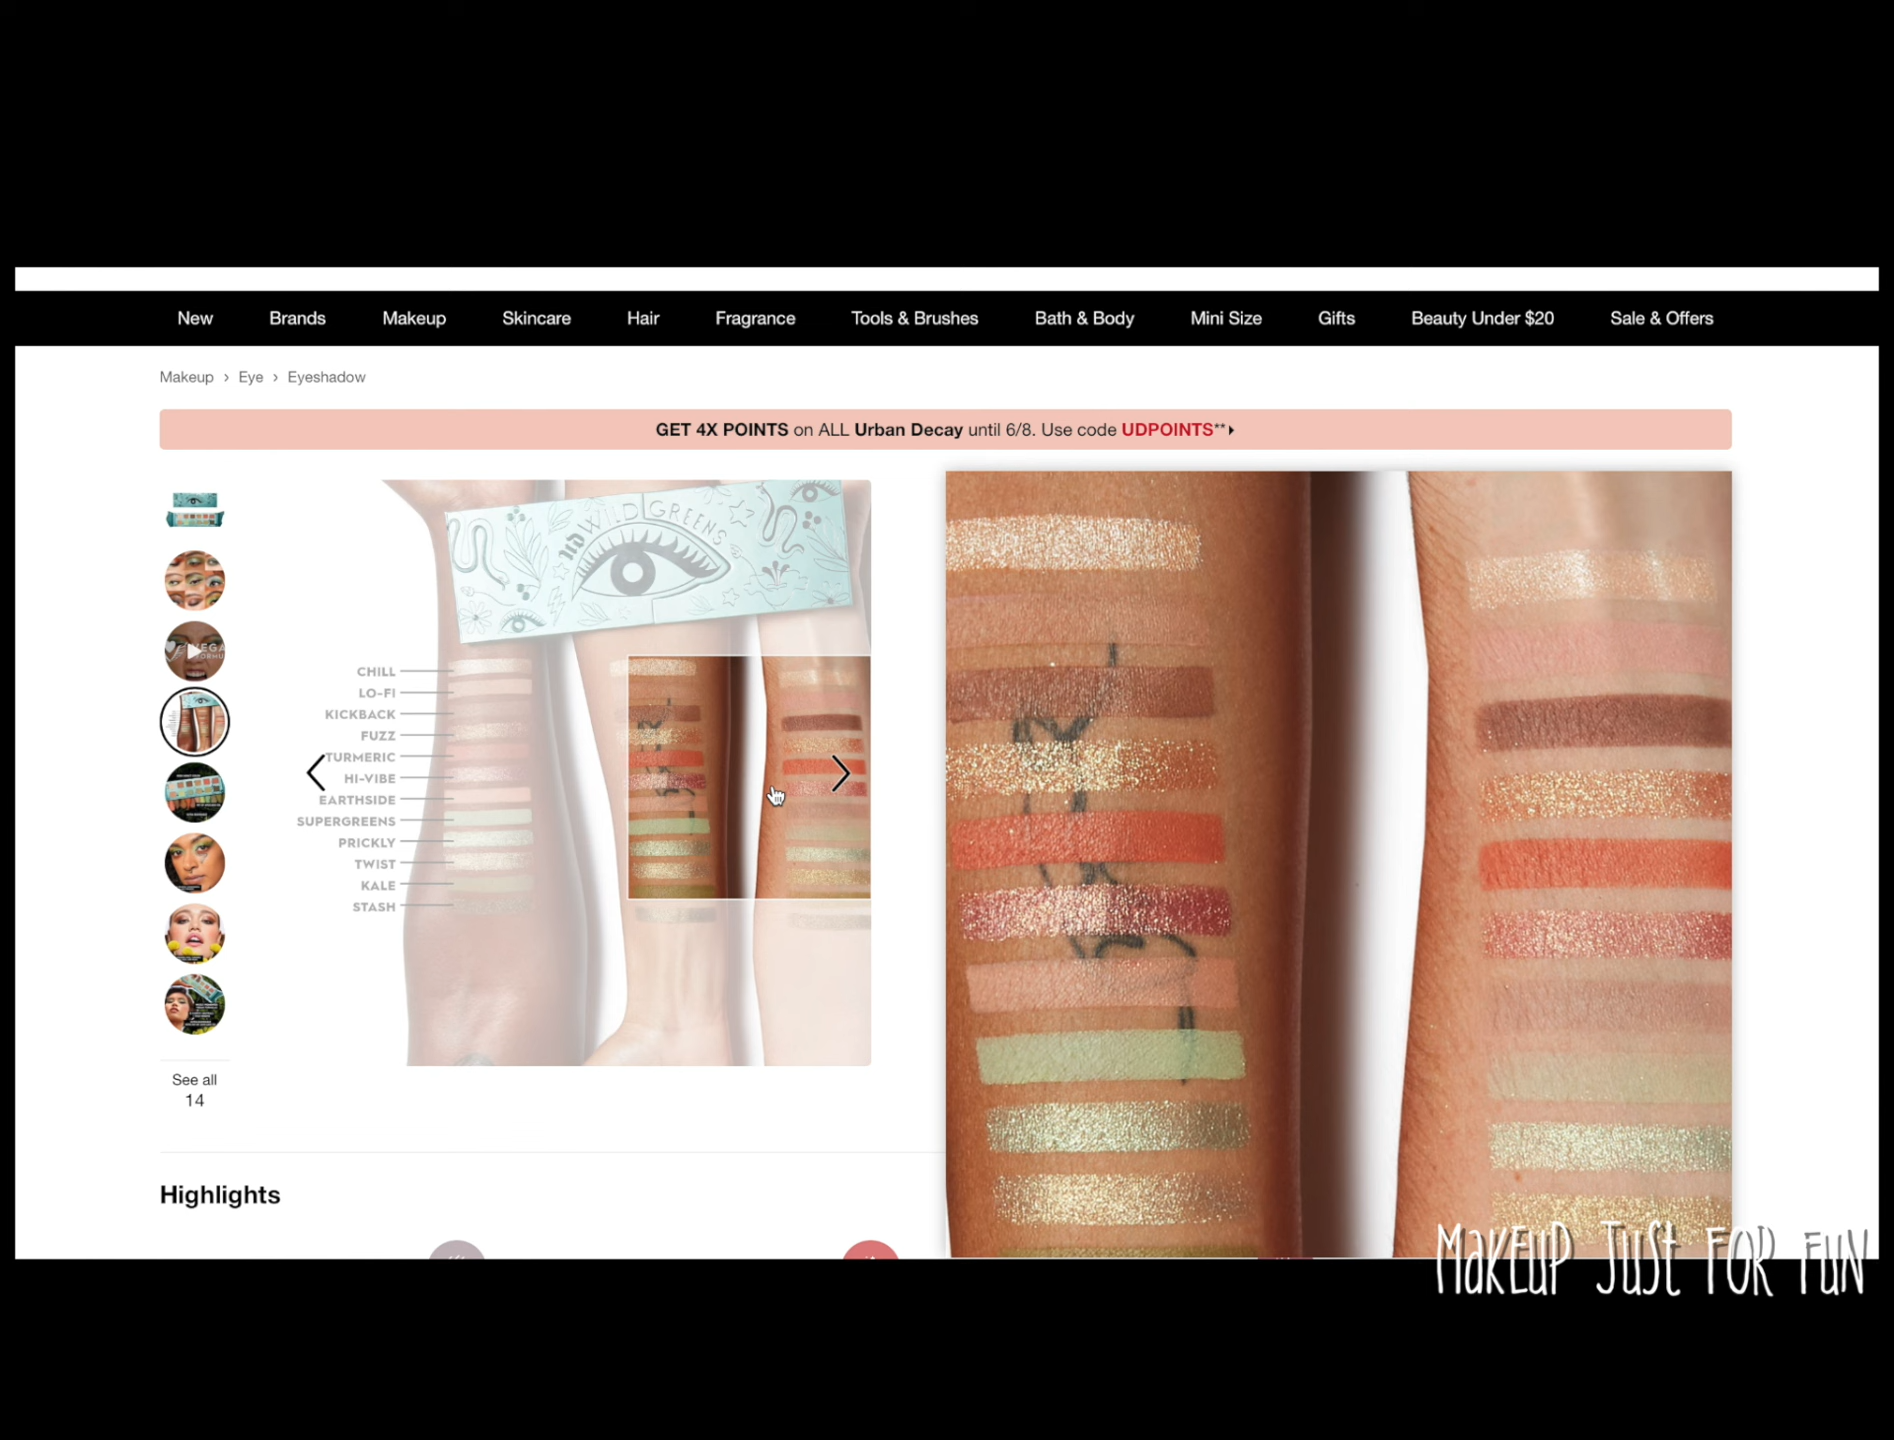 New Brands Makeup Skincare Hair Fragrance Tools & Brushes Bath & Body Mini Size Gifts Beauty Under $20 Sale & Offers
Makeup › Eye › Eyeshadow
GET 4X POINTS on ALL Urban Decay until 6/8. Use code UDPOINTS**
ud WILD GREENS
CHILL
LO-FI
KICKBACK
FUZZ
TURMERIC
HI-VIBE
EARTHSIDE
SUPERGREENS
PRICKLY
TWIST
KALE
STASH
See all
14
Highlights
MAKEUP JUST FOR FUN